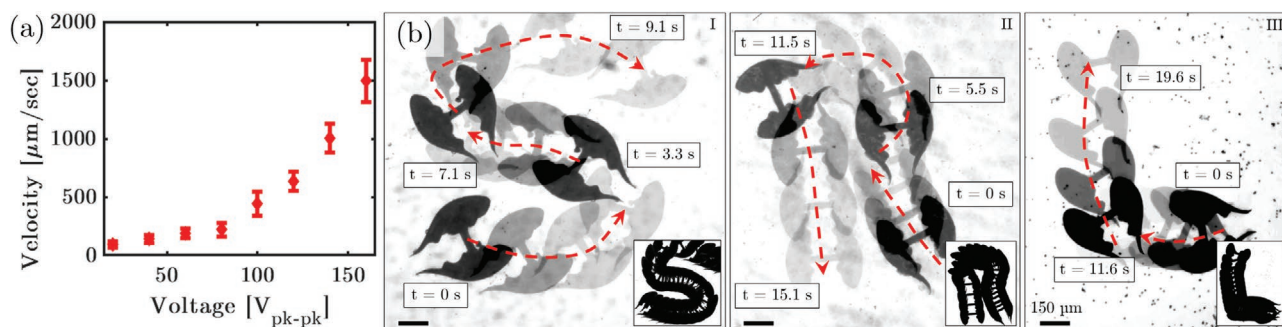 (a)
2000
1500
1000
500
0
Velocity [µm/sec]
50
100
150
Voltage [V_pk-pk]
(b)
I
t = 9.1 s
t = 3.3 s
t = 7.1 s
t = 0 s
II
t = 11.5 s
t = 5.5 s
t = 0 s
t = 15.1 s
III
t = 19.6 s
t = 0 s
t = 11.6 s
150 µm